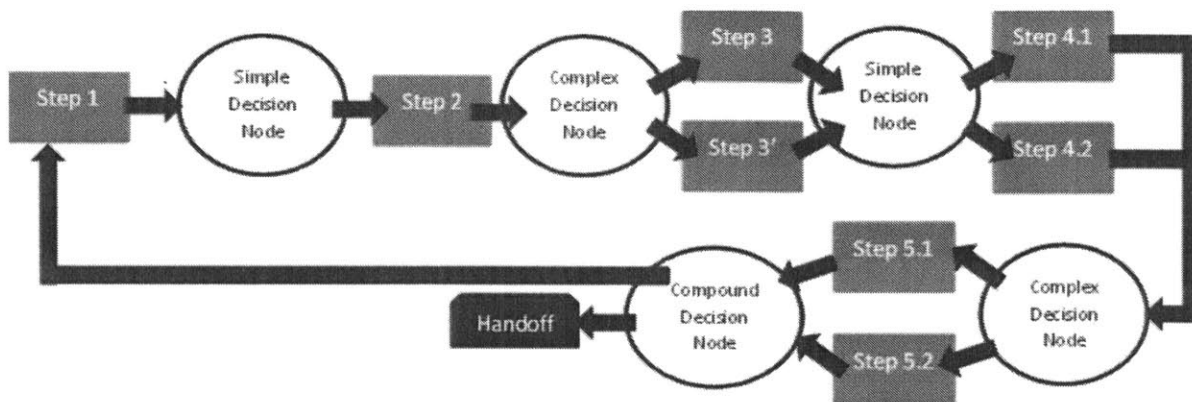 Step 1
Simple
Decision
Node
Step 2
Complex
Decision
Node
Step 3
Step 3'
Simple
Decision
Node
Step 4.1
Step 4.2
Complex
Decision
Node
Step 5.1
Step 5.2
Compound
Decision
Node
Handoff